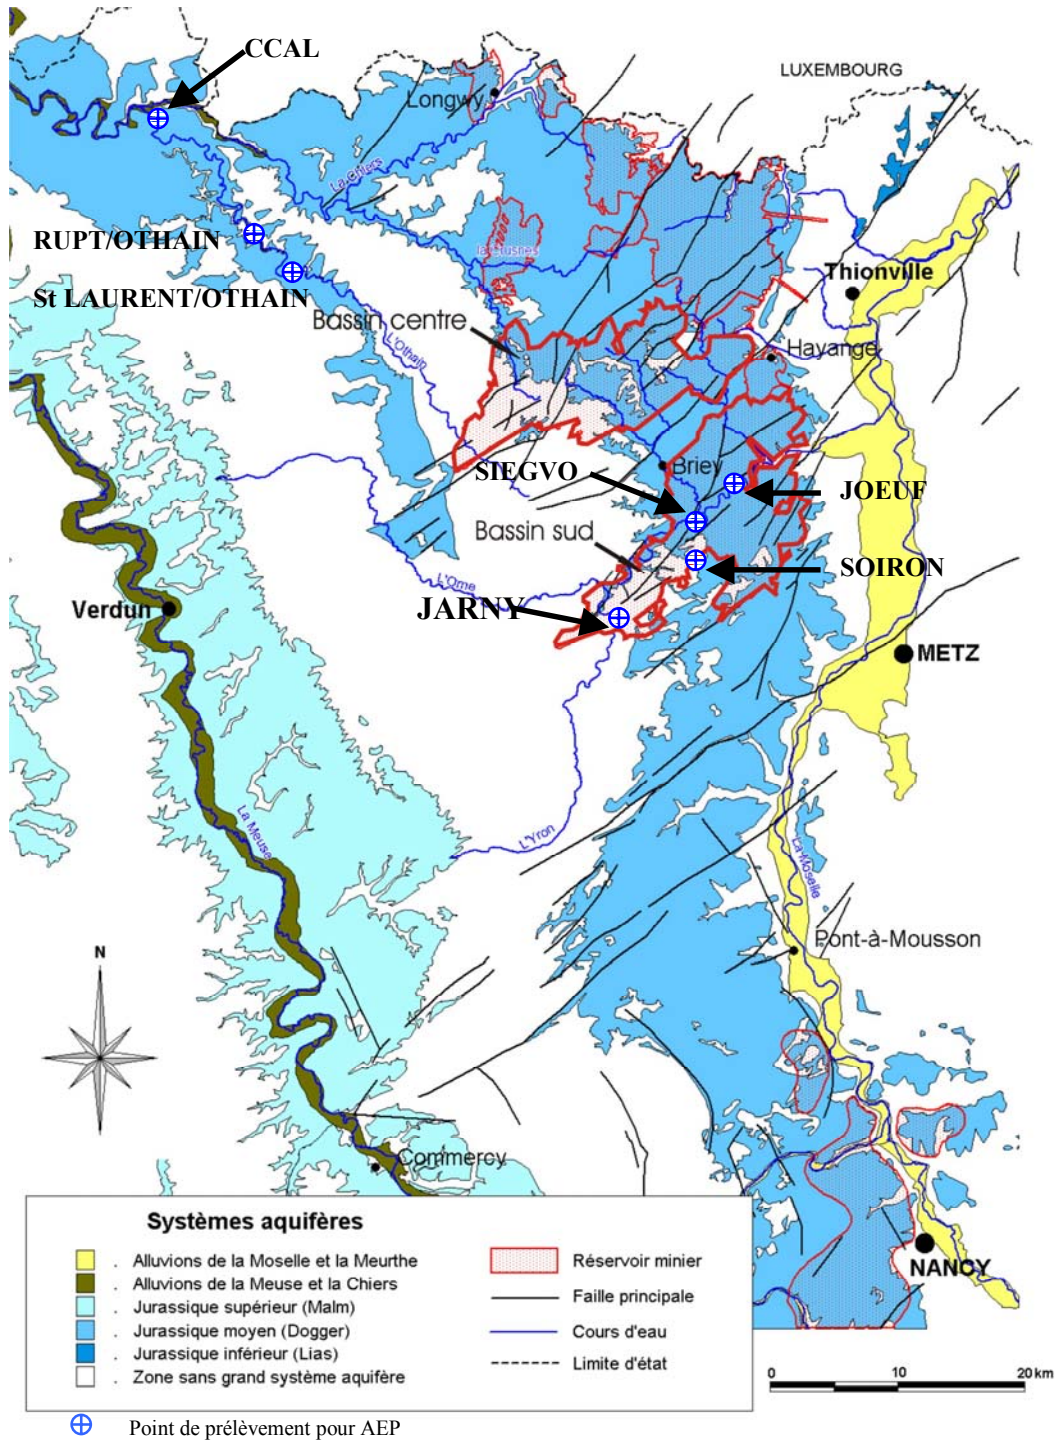 CCAL
LUXEMBOURG
Longwy
La Chiers
RUPT/OTHAIN
la Crusnes
Thionville
St LAURENT/OTHAIN
Bassin centre
L'Othain
Hayange
SIEGVO
Briey
JOEUF
Bassin sud
SOIRON
L'Orne
JARNY
Verdun
METZ
La Meuse
L'Yron
La Moselle
Pont-à-Mousson
N
Commercy
NANCY
Systèmes aquifères
. Alluvions de la Moselle et la Meurthe
. Alluvions de la Meuse et la Chiers
. Jurassique supérieur (Malm)
. Jurassique moyen (Dogger)
. Jurassique inférieur (Lias)
. Zone sans grand système aquifère
Réservoir minier
Faille principale
Cours d'eau
Limite d'état
0 10 20 km
Point de prélèvement pour AEP